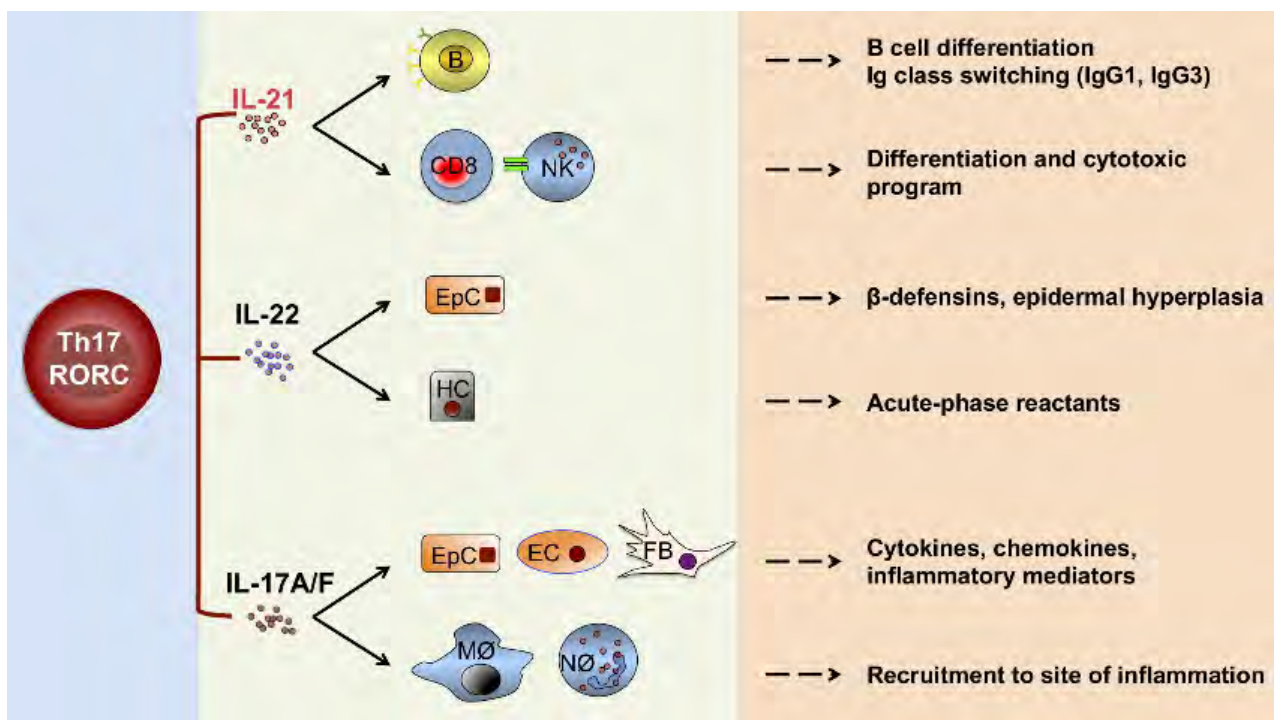 Th17
RORC
IL-21
B
B cell differentiation
Ig class switching (IgG1, IgG3)
CD8
NK
Differentiation and cytotoxic
program
IL-22
EpC
β-defensins, epidermal hyperplasia
HC
Acute-phase reactants
IL-17A/F
EpC
EC
FB
Cytokines, chemokines,
inflammatory mediators
MØ
NØ
Recruitment to site of inflammation